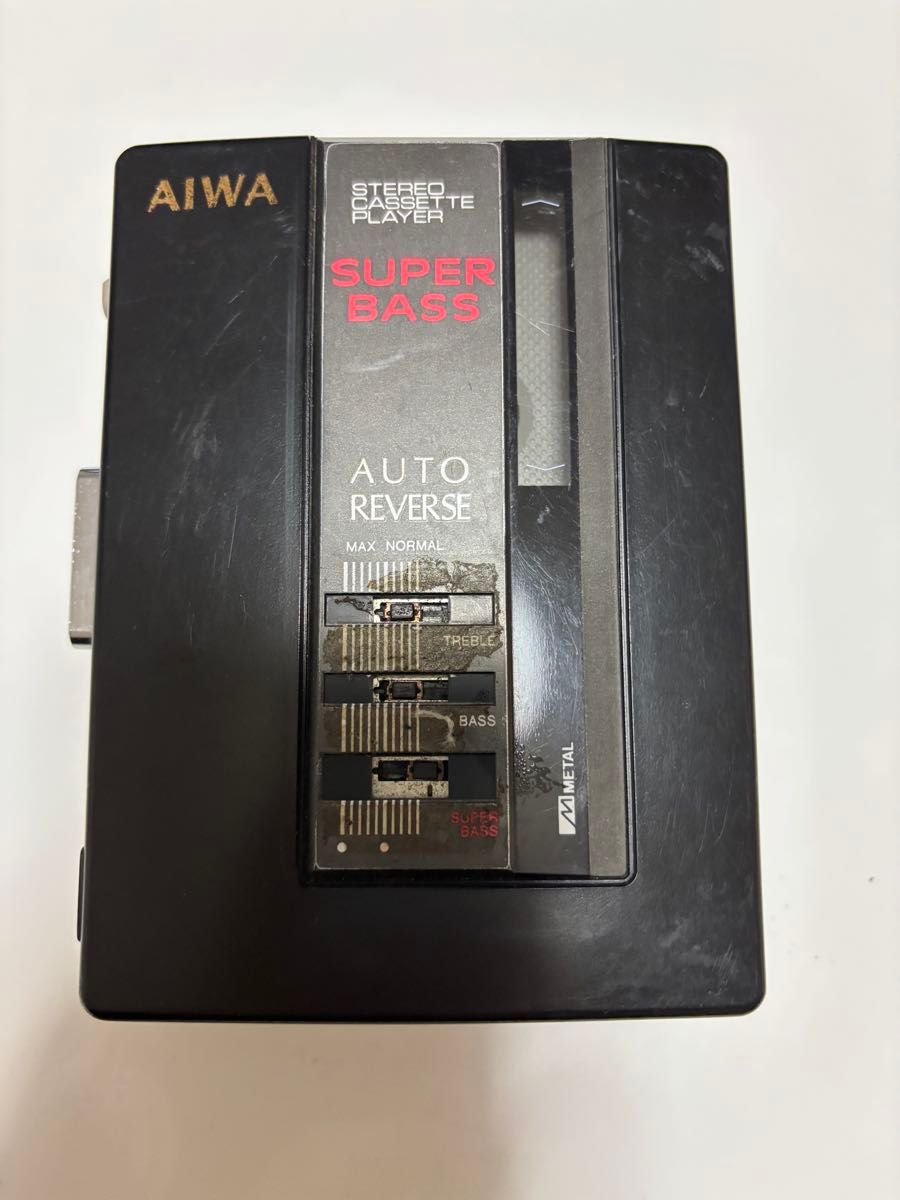 AIWA
STEREO
CASSETTE
PLAYER
SUPER
BASS
AUTO
REVERSE
MAX NORMAL
TREBLE
BASS
METAL
SUPER
BASS